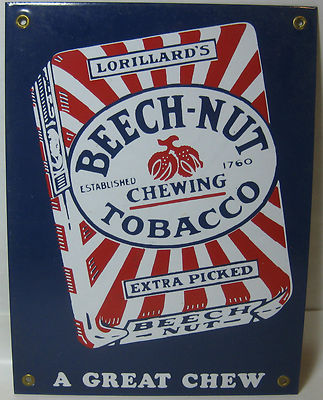 LORILLARD'S
BEECH-NUT
ESTABLISHED 1760
CHEWING
TOBACCO
EXTRA PICKED
BEECH
NUT
A GREAT CHEW